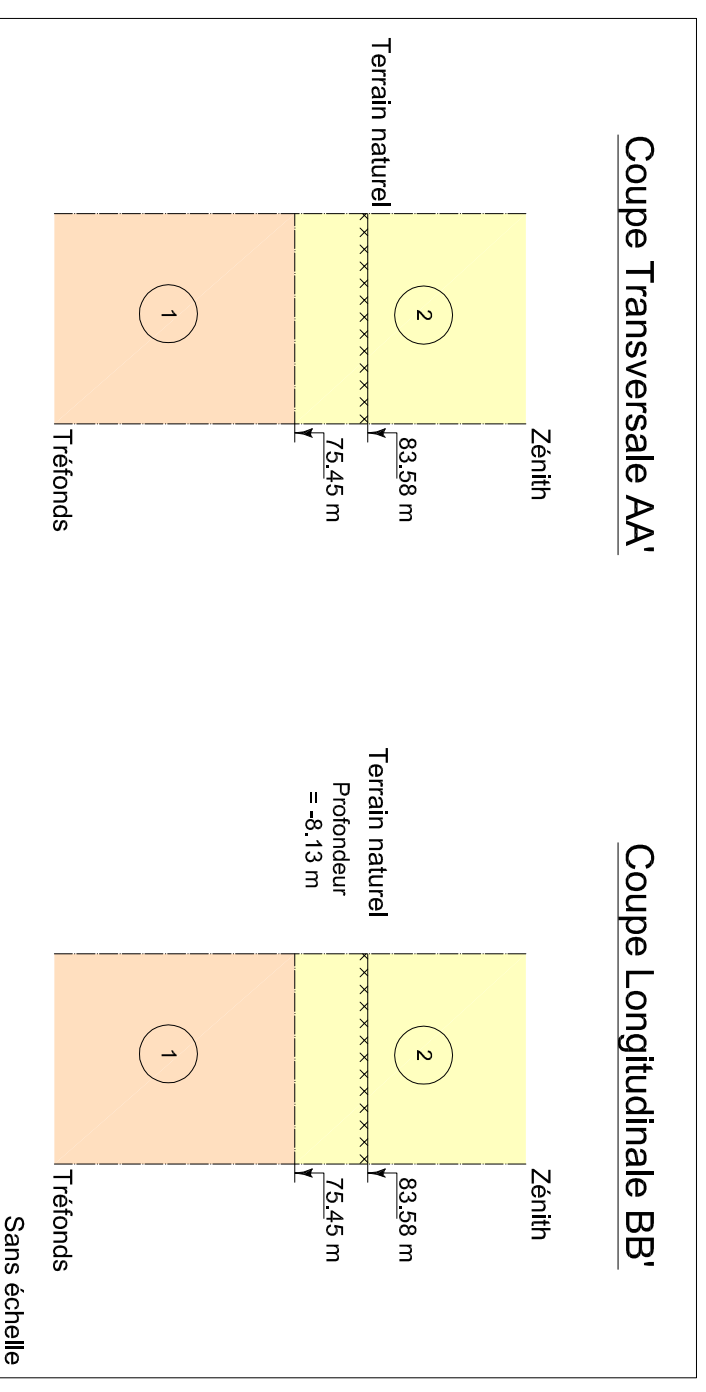 Coupe Transversale AA'
Zénith
2
Terrain naturel
83.58 m
75.45 m
1
Tréfonds
Coupe Longitudinale BB'
Zénith
2
Terrain naturel
83.58 m
Profondeur
= -8.13 m
75.45 m
1
Tréfonds
Sans échelle